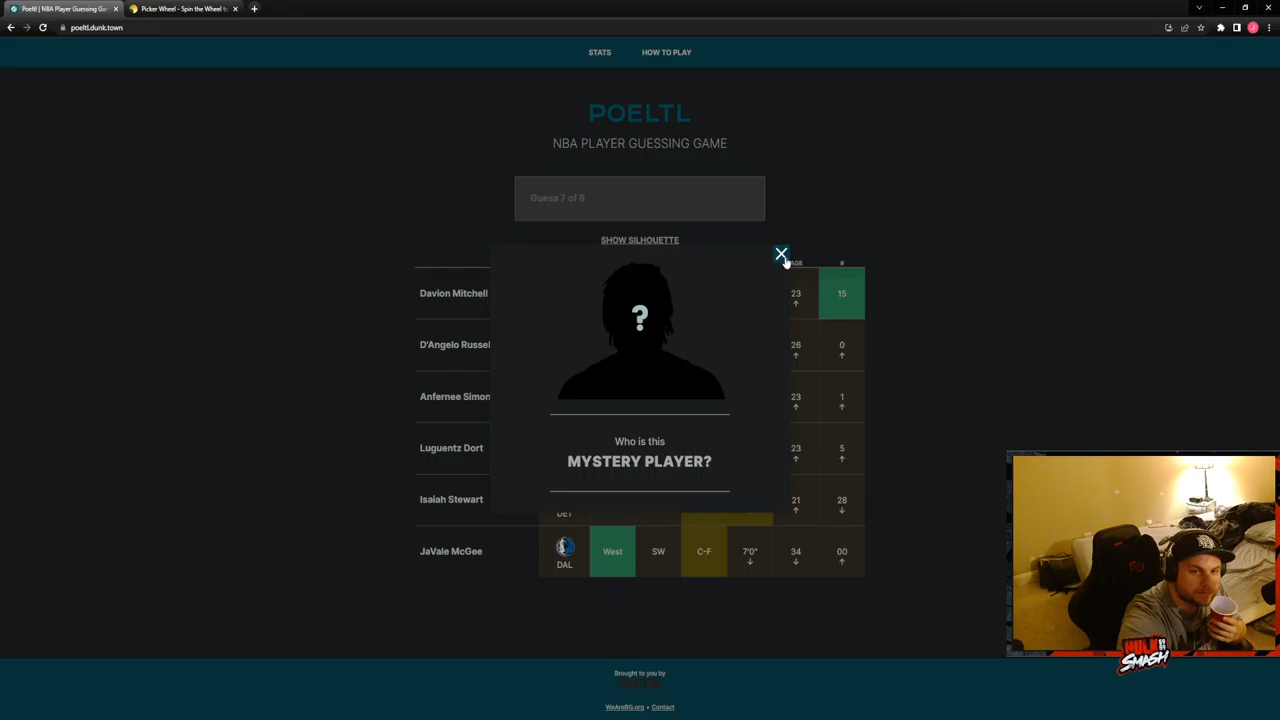 Poeltl | NBA Player Guessing Ga
Picker Wheel - Spin the Wheel t
poeltl.dunk.town
STATS
HOW TO PLAY
POELTL
NBA PLAYER GUESSING GAME
Guess 7 of 8
SHOW SILHOUETTE
AGE
#
Davion Mitchell
23
15
D'Angelo Russel
26
0
Anfernee Simon
23
1
Luguentz Dort
23
5
Isaiah Stewart
DET
21
28
JaVale McGee
DAL
West
SW
C-F
7'0"
34
00
?
Who is this
MYSTERY PLAYER?
HULK
SMASH
Brought to you by
WeAreBG.org • Contact